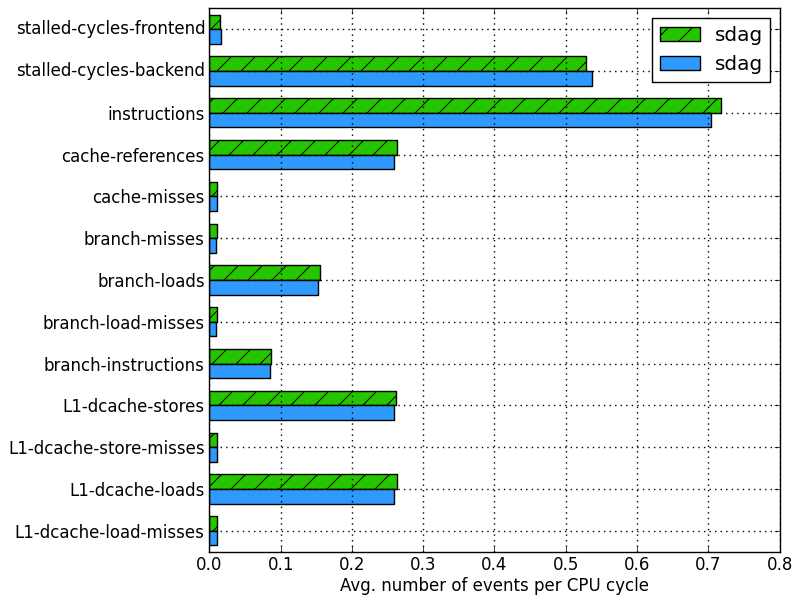 stalled-cycles-frontend
stalled-cycles-backend
instructions
cache-references
cache-misses
branch-misses
branch-loads
branch-load-misses
branch-instructions
L1-dcache-stores
L1-dcache-store-misses
L1-dcache-loads
L1-dcache-load-misses
sdag
sdag
0.0 0.1 0.2 0.3 0.4 0.5 0.6 0.7 0.8
Avg. number of events per CPU cycle